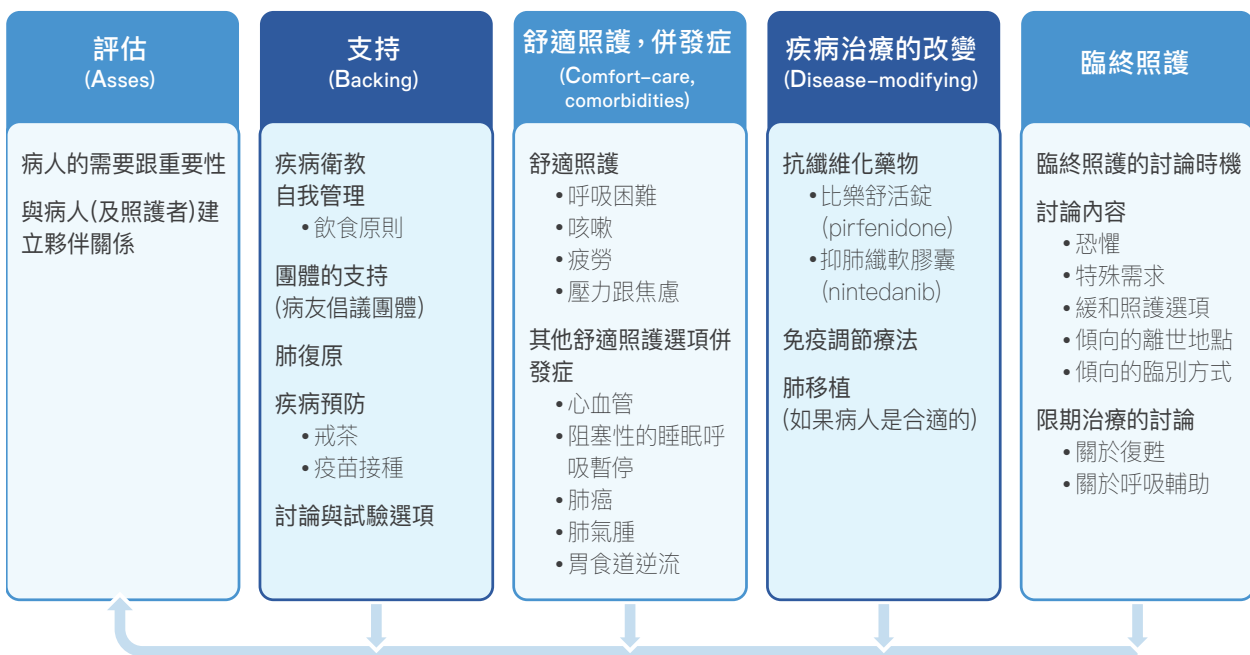 評估
(Asses)
病人的需要跟重要性
與病人(及照護者)建
立夥伴關係
支持
(Backing)
疾病衛教
自我管理
•飲食原則
團體的支持
(病友倡議團體)
肺復原
疾病預防
•戒茶
•疫苗接種
討論與試驗選項
舒適照護，併發症
(Comfort-care,
comorbidities)
舒適照護
•呼吸困難
•咳嗽
•疲勞
•壓力跟焦慮
其他舒適照護選項併
發症
•心血管
•阻塞性的睡眠呼
吸暫停
•肺癌
•肺氣腫
•胃食道逆流
疾病治療的改變
(Disease-modifying)
抗纖維化藥物
•比樂舒活錠
(pirfenidone)
•抑肺纖軟膠囊
(nintedanib)
免疫調節療法
肺移植
(如果病人是合適的)
臨終照護
臨終照護的討論時機
討論內容
•恐懼
•特殊需求
•緩和照護選項
•傾向的離世地點
•傾向的臨別方式
限期治療的討論
•關於復甦
•關於呼吸輔助